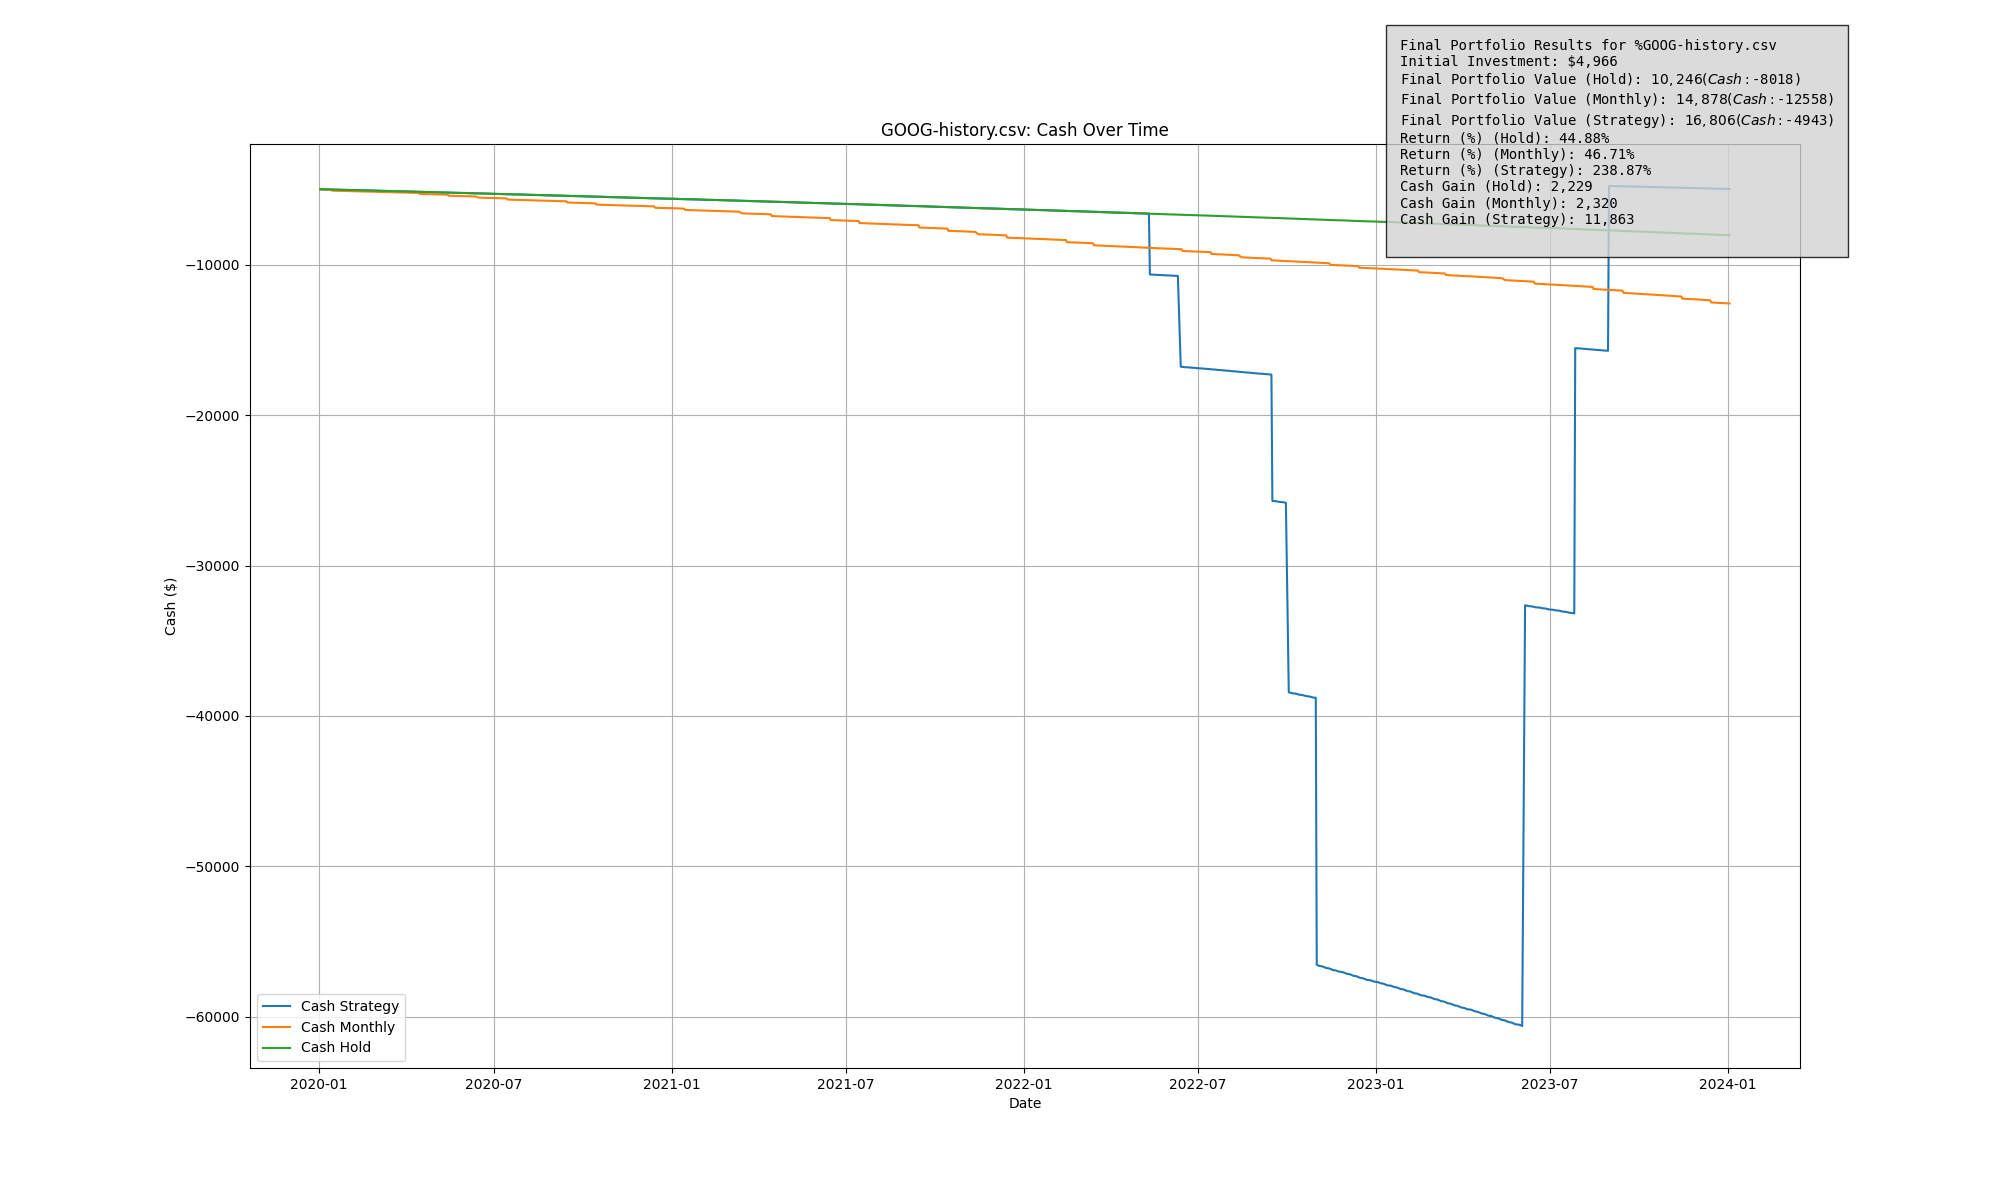 Final Portfolio Results for %GOOG-history.csv
Initial Investment: $4,966
Final Portfolio Value (Hold): 10,246(Cash:-8018)
Final Portfolio Value (Monthly): 14,878(Cash:-12558)
Final Portfolio Value (Strategy): 16,806(Cash:-4943)
Return (%) (Hold): 44.88%
Return (%) (Monthly): 46.71%
Return (%) (Strategy): 238.87%
Cash Gain (Hold): 2,229
Cash Gain (Monthly): 2,320
Cash Gain (Strategy): 11,863
GOOG-history.csv: Cash Over Time
Cash ($)
−10000
−20000
−30000
−40000
−50000
−60000
Cash Strategy
Cash Monthly
Cash Hold
2020-01 2020-07 2021-01 2021-07 2022-01 2022-07 2023-01 2023-07 2024-01
Date